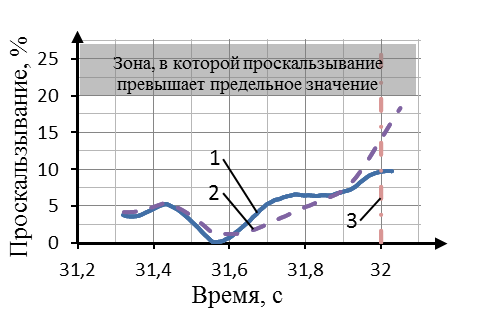 Проскальзывание, %
25
20
15
10
5
0
Зона, в которой проскальзывание
превышает предельное значение
1
2
3
31,2 31,4 31,6 31,8 32
Время, с